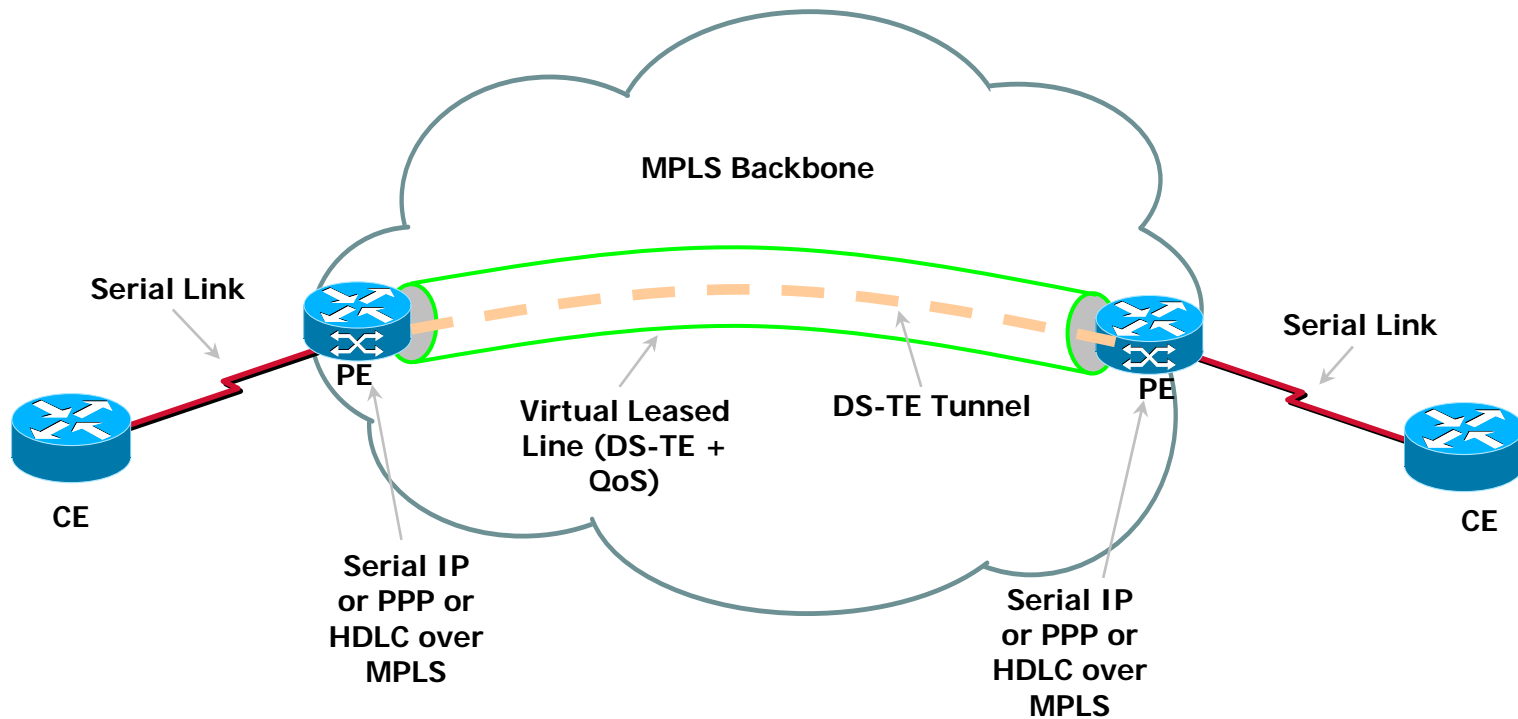 MPLS Backbone
Serial Link
PE
CE
Virtual Leased
Line (DS-TE +
QoS)
DS-TE Tunnel
Serial Link
PE
CE
Serial IP
or PPP or
HDLC over
MPLS
Serial IP
or PPP or
HDLC over
MPLS